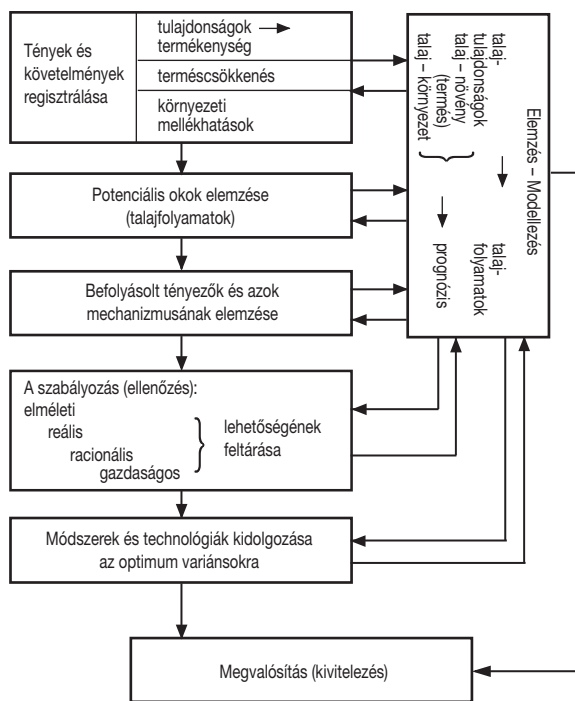 Tények és
követelmények
regisztrálása
tulajdonságok →
termékenység
terméscsökkenés
környezeti
mellékhatások
Potenciális okok elemzése
(talajfolyamatok)
Befolyásolt tényezők és azok
mechanizmusának elemzése
A szabályozás (ellenőzés):
elméleti
reális
racionális
gazdaságos
lehetőségének
feltárása
Módszerek és technológiák kidolgozása
az optimum variánsokra
Megvalósítás (kivitelezés)
Elemzés – Modellezés
talaj-
tulajdonságok
talaj – növény
(termés)
talaj – környezet
talaj-
folyamatok
prognózis